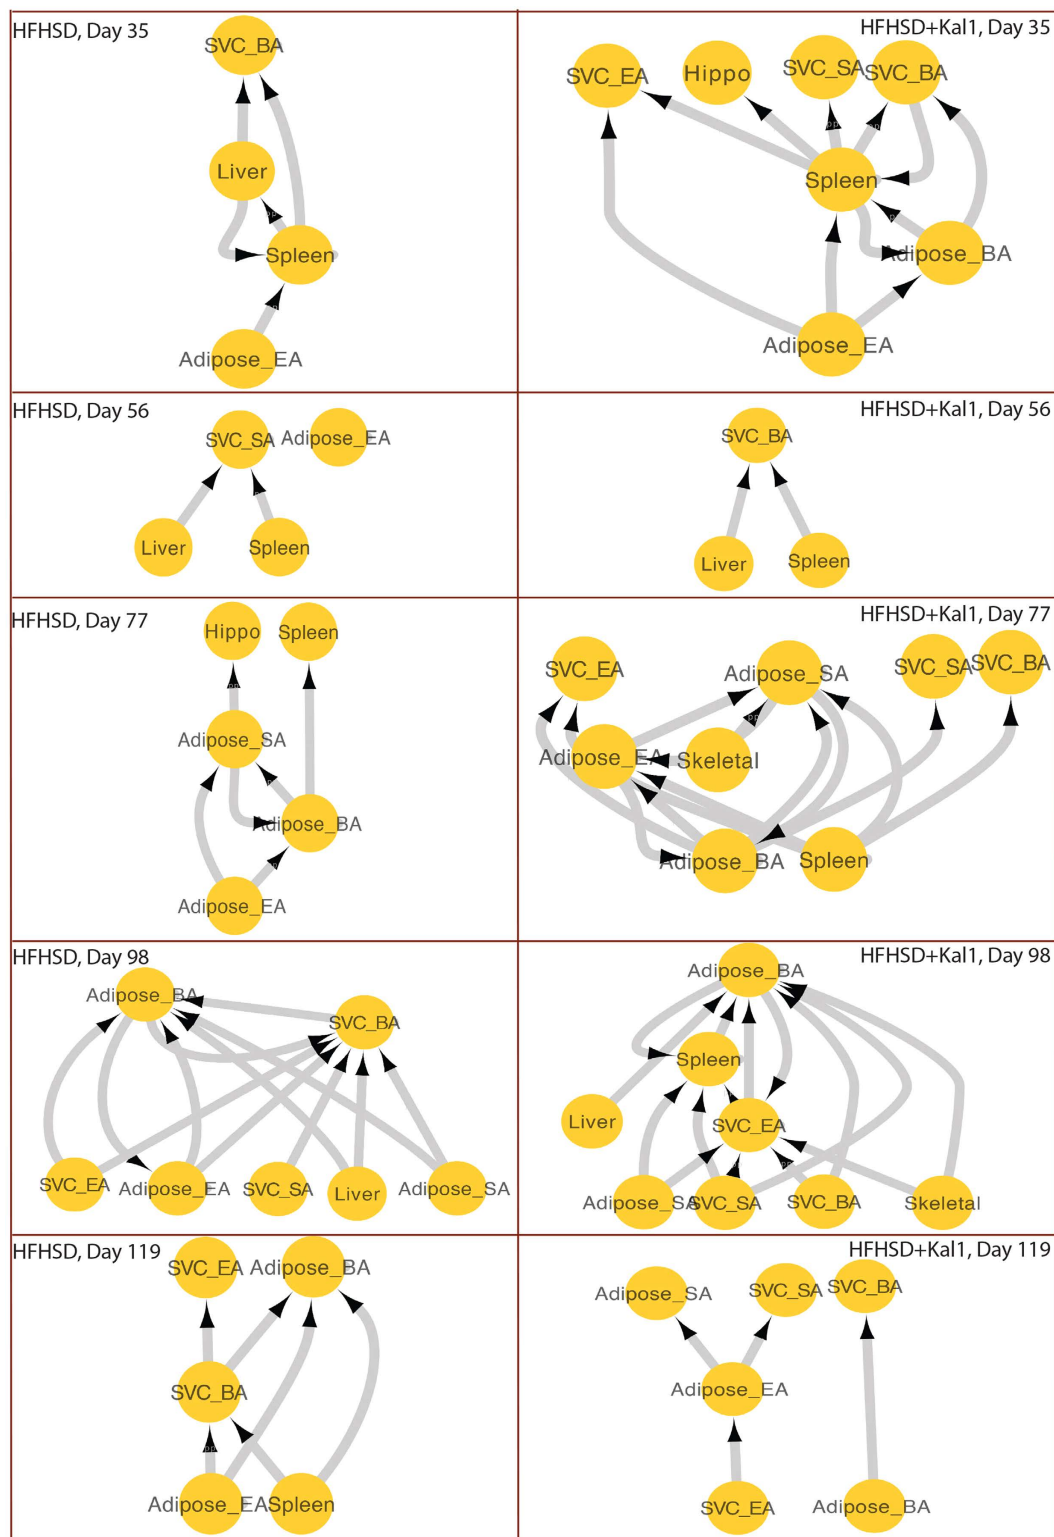 HFHSD, Day 35
SVC_BA
Liver
Spleen
Adipose_EA
HFHSD+Kal1, Day 35
SVC_EA
Hippo
SVC_SA
SVC_BA
Spleen
Adipose_BA
Adipose_EA
HFHSD, Day 56
SVC_SA
Adipose_EA
Liver
Spleen
HFHSD+Kal1, Day 56
SVC_BA
Liver
Spleen
HFHSD, Day 77
Hippo
Spleen
Adipose_SA
Adipose_BA
Adipose_EA
HFHSD+Kal1, Day 77
SVC_EA
Adipose_SA
SVC_SA
SVC_BA
Adipose_EA
Skeletal
Adipose_BA
Spleen
HFHSD, Day 98
Adipose_BA
SVC_BA
SVC_EA
Adipose_EA
SVC_SA
Liver
Adipose_SA
HFHSD+Kal1, Day 98
Adipose_BA
Spleen
Liver
SVC_EA
Adipose_SA
SVC_SA
SVC_BA
Skeletal
HFHSD, Day 119
SVC_EA
Adipose_BA
SVC_BA
Adipose_EA
Spleen
HFHSD+Kal1, Day 119
Adipose_SA
SVC_SA
SVC_BA
Adipose_EA
SVC_EA
Adipose_BA